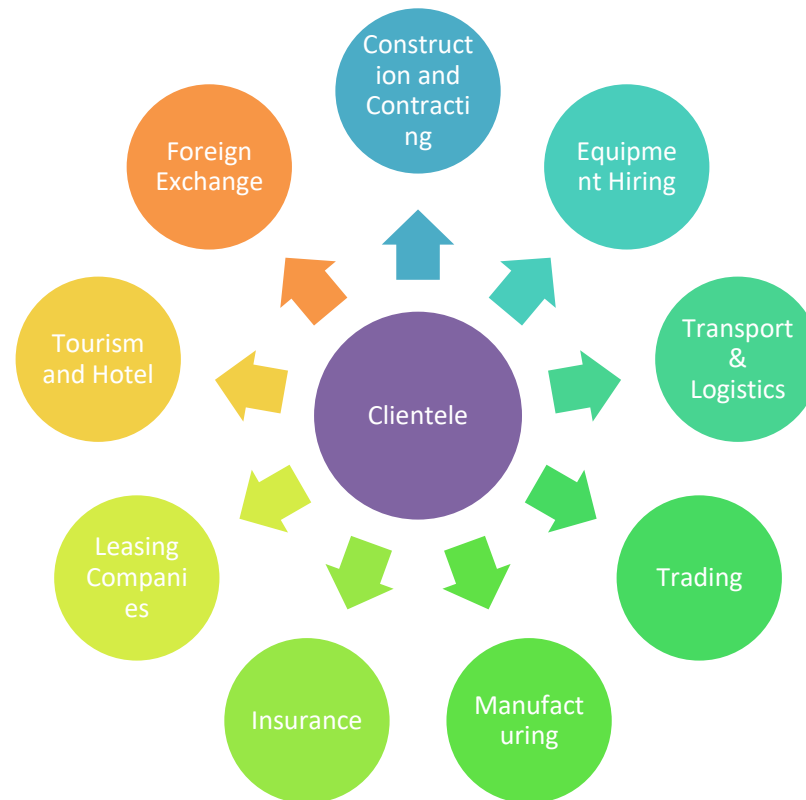 Construct
ion and
Contracti
ng
Equipme
nt Hiring
Transport
&
Logistics
Trading
Manufact
uring
Insurance
Leasing
Compani
es
Tourism
and Hotel
Foreign
Exchange
Clientele